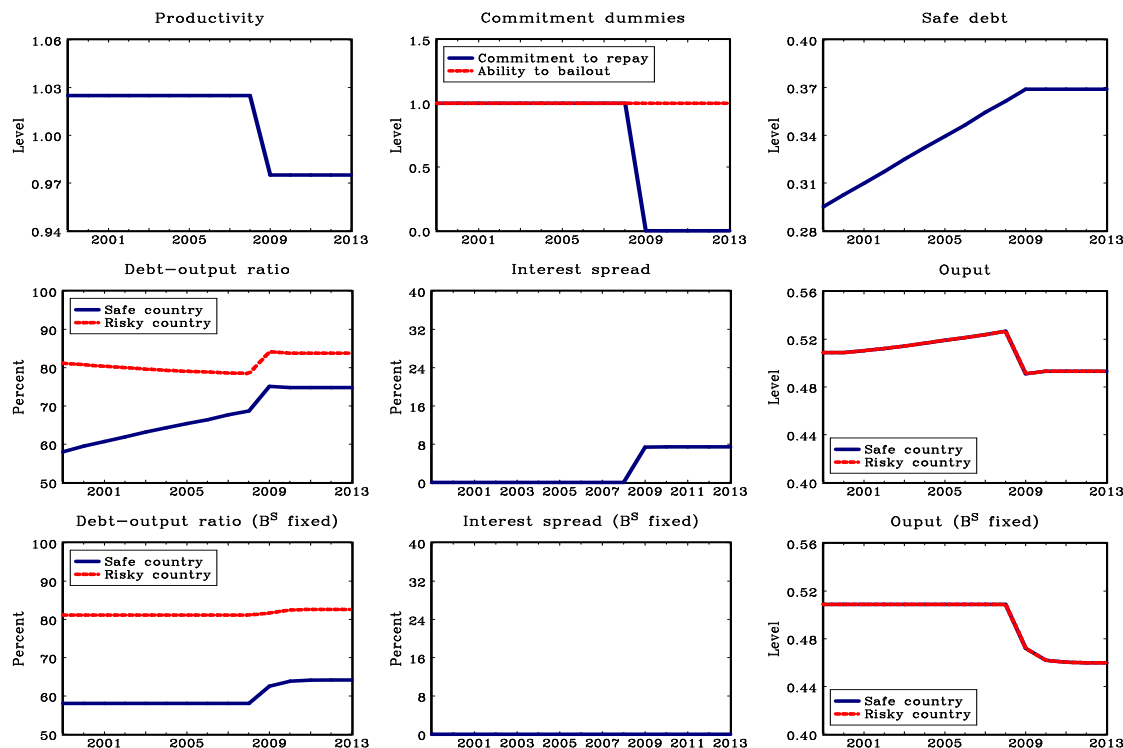 Productivity
Commitment dummies
Safe debt
1.06
1.03
1.00
0.97
0.94
Level
2001 2005 2009 2013
1.5
1.0
0.5
0.0
Level
Commitment to repay
Ability to bailout
2001 2005 2009 2013
0.40
0.37
0.34
0.31
0.28
Level
2001 2005 2009 2013
Debt-output ratio
Interest spread
Ouput
100
90
80
70
60
50
Percent
Safe country
Risky country
2001 2005 2009 2013
40
32
24
16
8
0
Percent
2001 2003 2005 2007 2009 2011 2013
0.56
0.52
0.48
0.44
0.40
Level
Safe country
Risky country
2001 2005 2009 2013
Debt-output ratio (B^S fixed)
Interest spread (B^S fixed)
Ouput (B^S fixed)
100
90
80
70
60
50
Percent
Safe country
Risky country
2001 2005 2009 2013
40
32
24
16
8
0
Percent
2001 2003 2005 2007 2009 2011 2013
0.56
0.52
0.48
0.44
0.40
Level
Safe country
Risky country
2001 2005 2009 2013